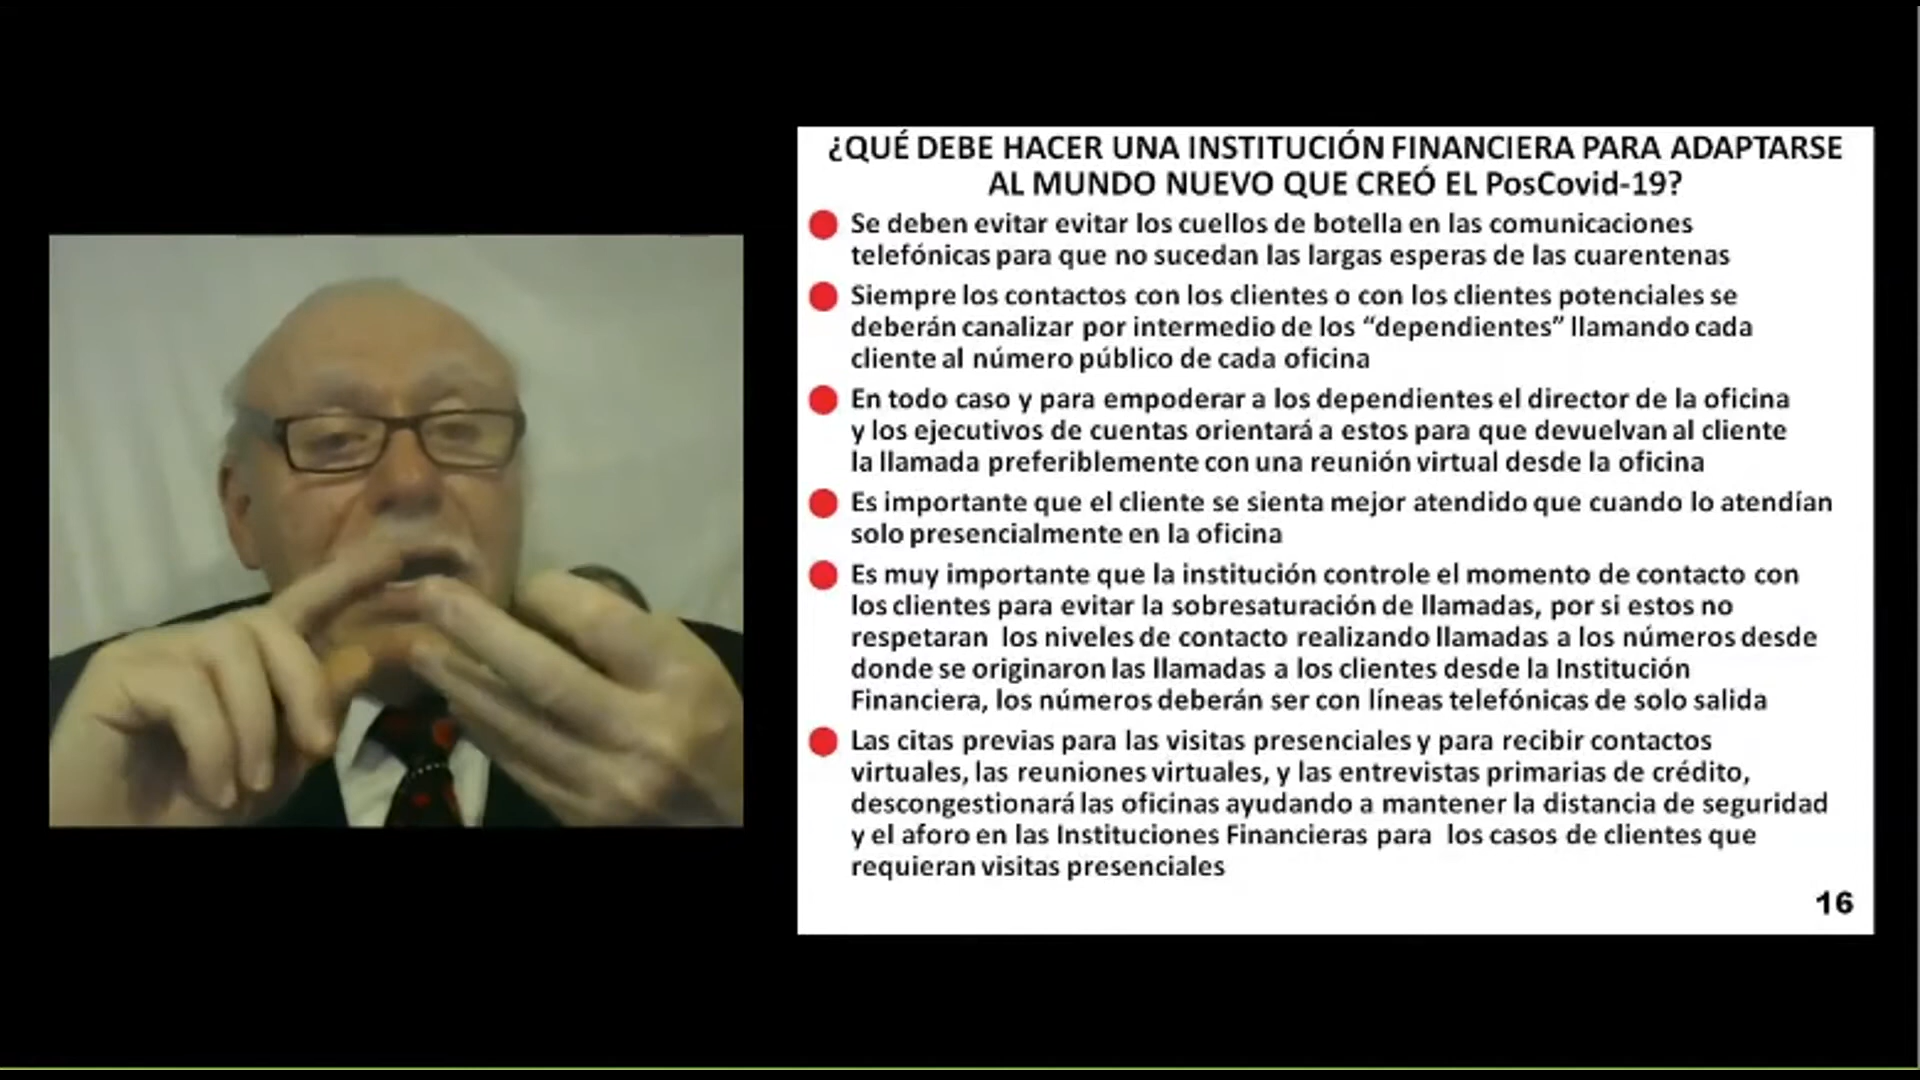 ¿QUÉ DEBE HACER UNA INSTITUCIÓN FINANCIERA PARA ADAPTARSE
AL MUNDO NUEVO QUE CREÓ EL PosCovid-19?
Se deben evitar evitar los cuellos de botella en las comunicaciones
telefónicas para que no sucedan las largas esperas de las cuarentenas
Siempre los contactos con los clientes o con los clientes potenciales se
deberán canalizar por intermedio de los “dependientes” llamando cada
cliente al número público de cada oficina
En todo caso y para empoderar a los dependientes el director de la oficina
y los ejecutivos de cuentas orientará a estos para que devuelvan al cliente
la llamada preferiblemente con una reunión virtual desde la oficina
Es importante que el cliente se sienta mejor atendido que cuando lo atendían
solo presencialmente en la oficina
Es muy importante que la institución controle el momento de contacto con
los clientes para evitar la sobresaturación de llamadas, por si estos no
respetaran los niveles de contacto realizando llamadas a los números desde
donde se originaron las llamadas a los clientes desde la Institución
Financiera, los números deberán ser con líneas telefónicas de solo salida
Las citas previas para las visitas presenciales y para recibir contactos
virtuales, las reuniones virtuales, y las entrevistas primarias de crédito,
descongestionará las oficinas ayudando a mantener la distancia de seguridad
y el aforo en las Instituciones Financieras para los casos de clientes que
requieran visitas presenciales
16